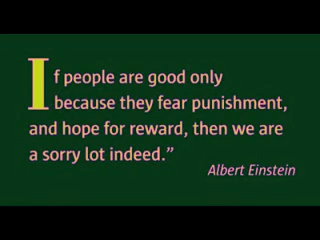 If people are good only
because they fear punishment,
and hope for reward, then we are
a sorry lot indeed.”
Albert Einstein